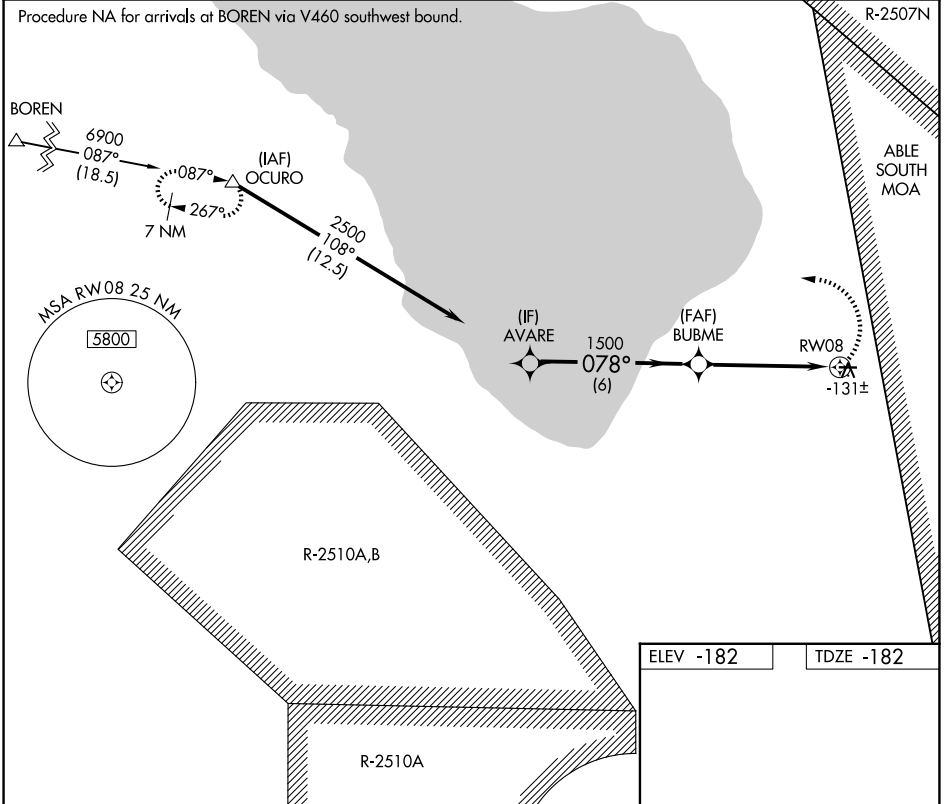 Procedure NA for arrivals at BOREN via V460 southwest bound.
R-2507N
BOREN
6900
087°
(18.5)
087°
(IAF)
OCURO
267°
7 NM
2500
108°
(12.5)
ABLE
SOUTH
MOA
MSA RW08 25 NM
5800
(IF)
AVARE
1500
078°
(6)
(FAF)
BUBME
RW08
-131±
R-2510A,B
R-2510A
ELEV -182
TDZE -182